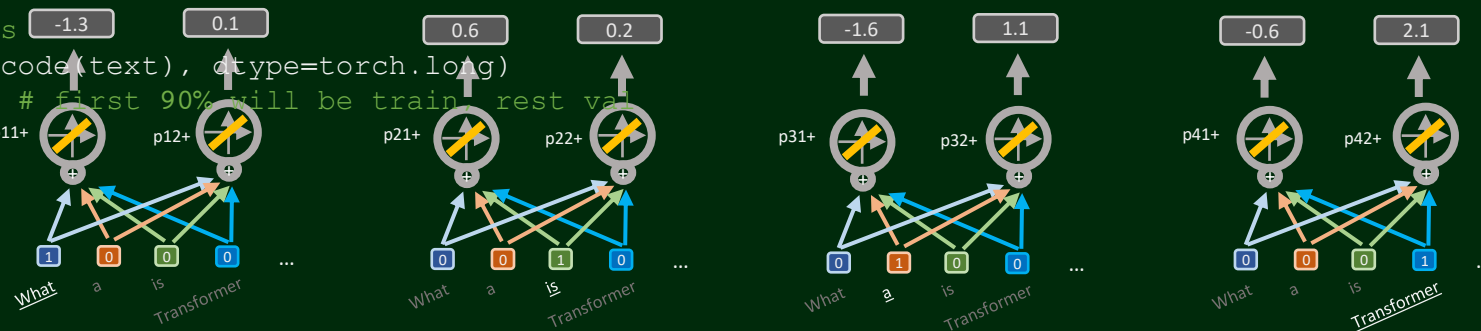 s
-1.3 0.1 0.6 0.2 -1.6 1.1 -0.6 2.1
code(text), dtype=torch.long)
# first 90% will be train, rest val
11+ p12+ p21+ p22+ p31+ p32+ p41+ p42+
+ + + + + + + +
1 0 0 0 ... 0 0 1 0 ... 0 1 0 0 ... 0 0 0 1 .
What a is Transformer What a is Transformer What a is Transformer What a is Transformer